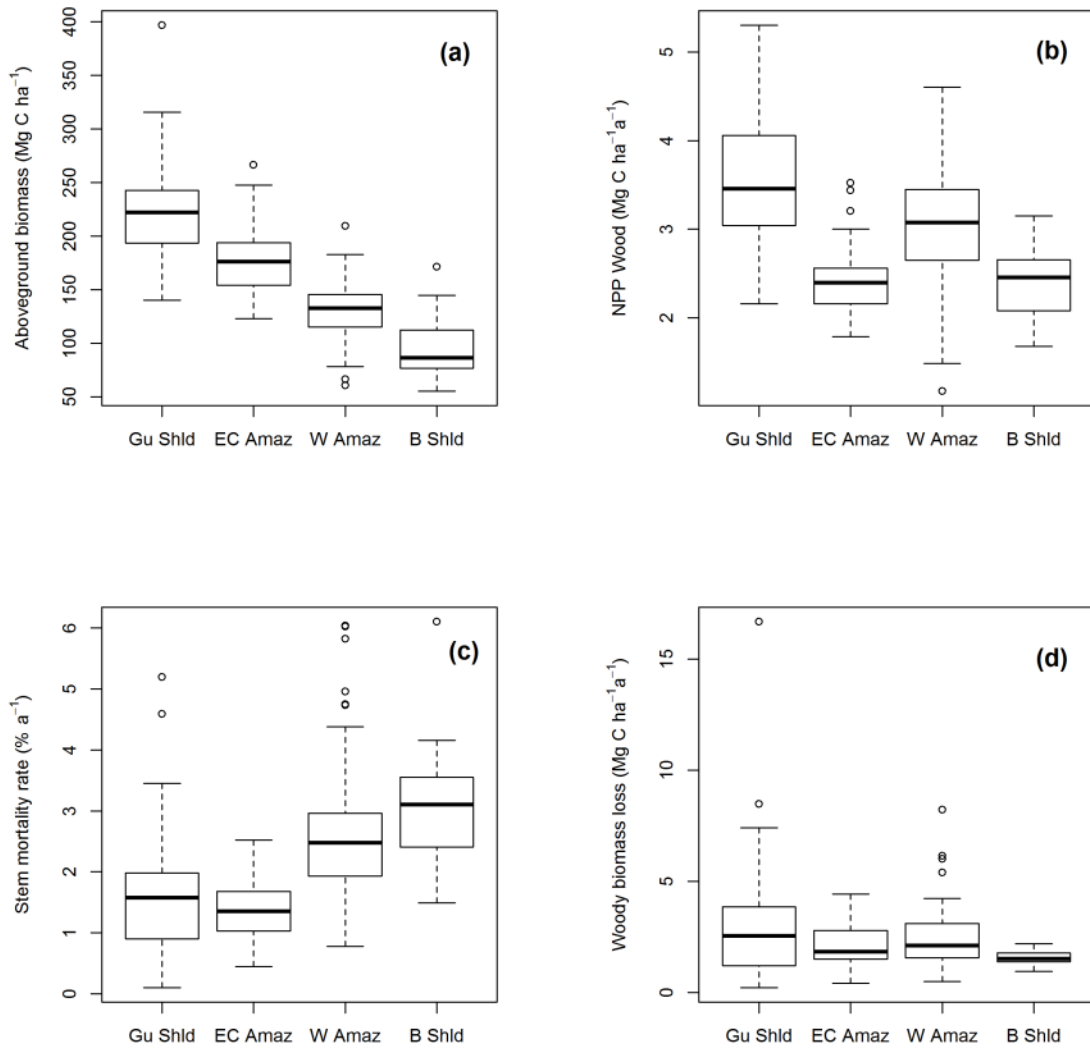 (a)
Aboveground biomass (Mg C ha⁻¹)
400
350
300
250
200
150
100
50
Gu Shld EC Amaz W Amaz B Shld
(b)
NPP Wood (Mg C ha⁻¹a⁻¹)
5
4
3
2
Gu Shld EC Amaz W Amaz B Shld
(c)
Stem mortality rate (% a⁻¹)
6
5
4
3
2
1
0
Gu Shld EC Amaz W Amaz B Shld
(d)
Woody biomass loss (Mg C ha⁻¹a⁻¹)
15
10
5
0
Gu Shld EC Amaz W Amaz B Shld